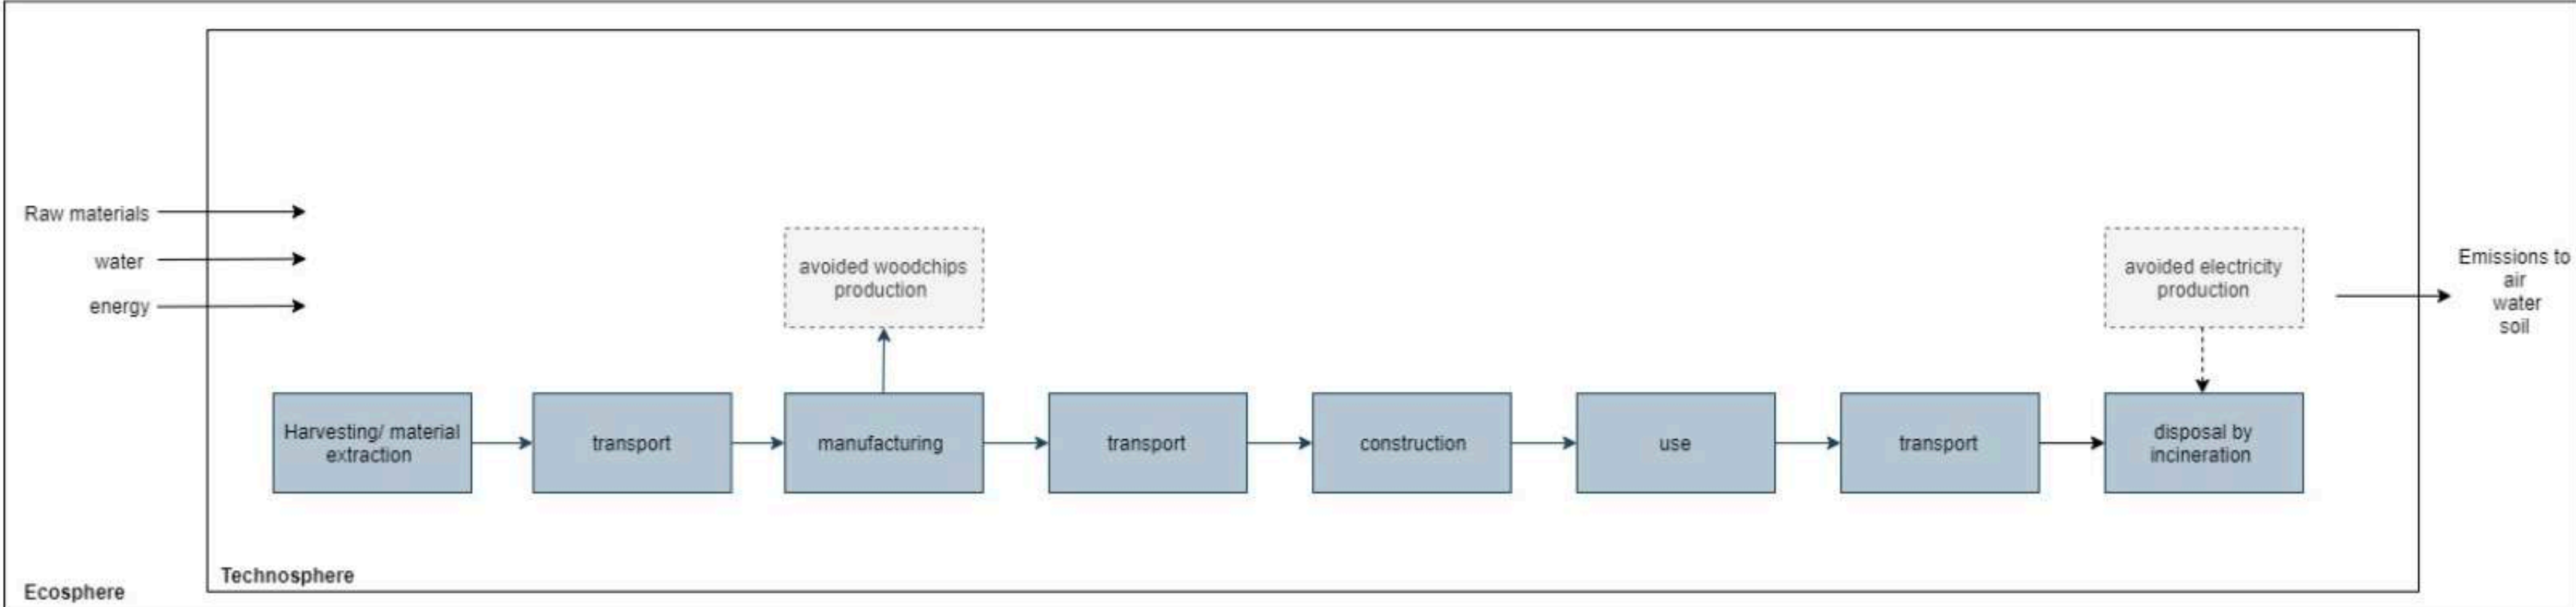 Raw materials
water
energy
avoided woodchips
production
avoided electricity
production
Emissions to
air
water
soil
Harvesting/ material
extraction
transport
manufacturing
transport
construction
use
transport
disposal by
incineration
Technosphere
Ecosphere